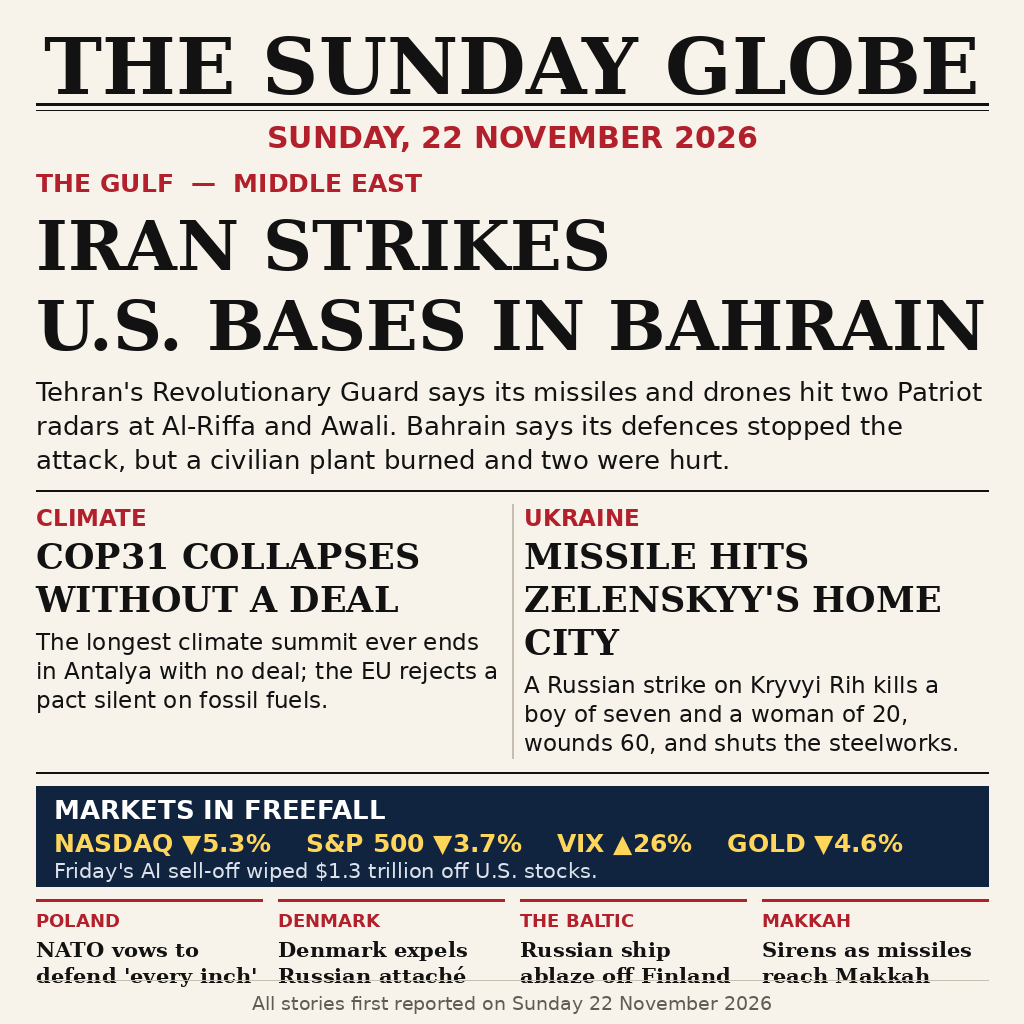 THE SUNDAY GLOBE
SUNDAY, 22 NOVEMBER 2026
THE GULF — MIDDLE EAST
IRAN STRIKES
U.S. BASES IN BAHRAIN
Tehran's Revolutionary Guard says its missiles and drones hit two Patriot
radars at Al-Riffa and Awali. Bahrain says its defences stopped the
attack, but a civilian plant burned and two were hurt.
CLIMATE
COP31 COLLAPSES
WITHOUT A DEAL
The longest climate summit ever ends
in Antalya with no deal; the EU rejects a
pact silent on fossil fuels.
UKRAINE
MISSILE HITS
ZELENSKYY'S HOME
CITY
A Russian strike on Kryvyi Rih kills a
boy of seven and a woman of 20,
wounds 60, and shuts the steelworks.
MARKETS IN FREEFALL
NASDAQ ▼5.3% S&P 500 ▼3.7% VIX ▲26% GOLD ▼4.6%
Friday's AI sell-off wiped $1.3 trillion off U.S. stocks.
POLAND
NATO vows to
defend 'every inch'
DENMARK
Denmark expels
Russian attaché
THE BALTIC
Russian ship
ablaze off Finland
MAKKAH
Sirens as missiles
reach Makkah
All stories first reported on Sunday 22 November 2026